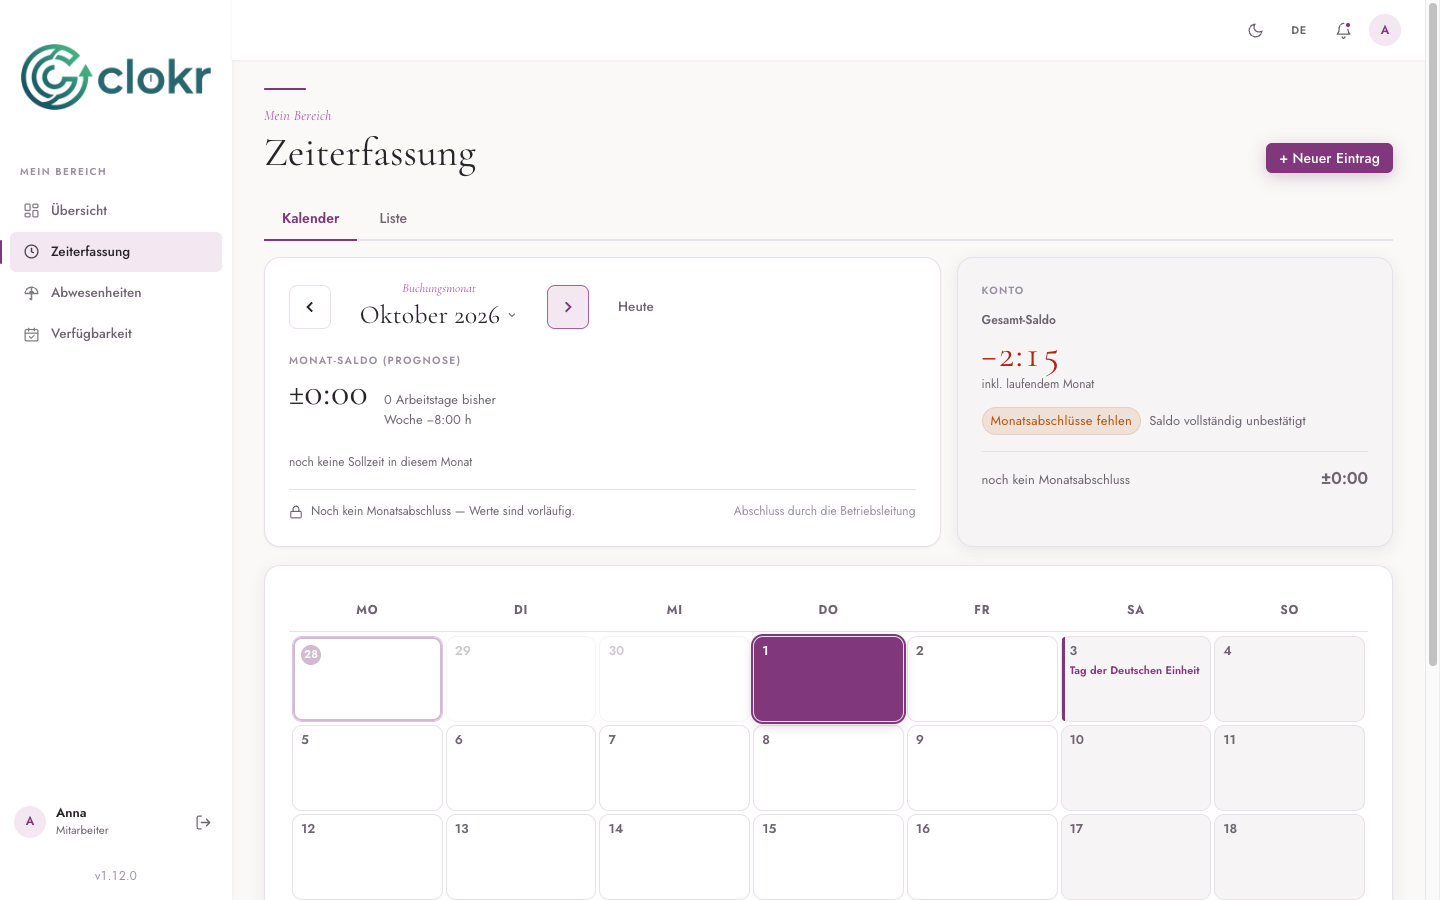 clokr
DE
A
Mein Bereich
Zeiterfassung
+ Neuer Eintrag
MEIN BEREICH
Übersicht
Zeiterfassung
Abwesenheiten
Verfügbarkeit
Kalender
Liste
Buchungsmonat
Oktober 2026
Heute
MONAT-SALDO (PROGNOSE)
±0:00
0 Arbeitstage bisher
Woche −8:00 h
noch keine Sollzeit in diesem Monat
Noch kein Monatsabschluss — Werte sind vorläufig.
Abschluss durch die Betriebsleitung
KONTO
Gesamt-Saldo
−2:15
inkl. laufendem Monat
Monatsabschlüsse fehlen
Saldo vollständig unbestätigt
noch kein Monatsabschluss
±0:00
MO DI MI DO FR SA SO
28 29 30 1 2 3 4
Tag der Deutschen Einheit
5 6 7 8 9 10 11
12 13 14 15 16 17 18
A
Anna
Mitarbeiter
v1.12.0